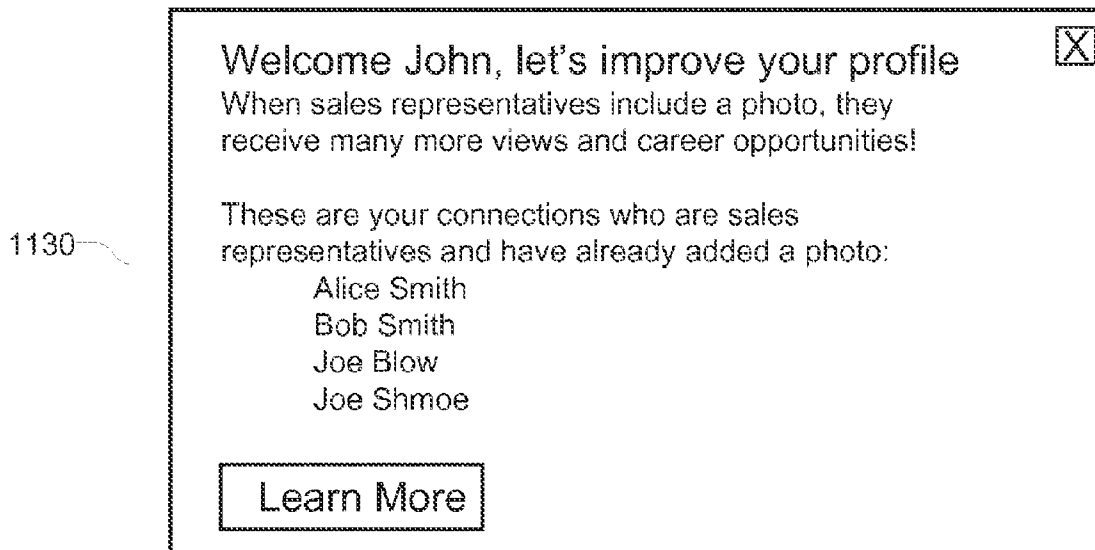 Welcome John, let's improve your profile
X
When sales representatives include a photo, they
receive many more views and career opportunities!
These are your connections who are sales
representatives and have already added a photo:
1130
Alice Smith
Bob Smith
Joe Blow
Joe Shmoe
Learn More